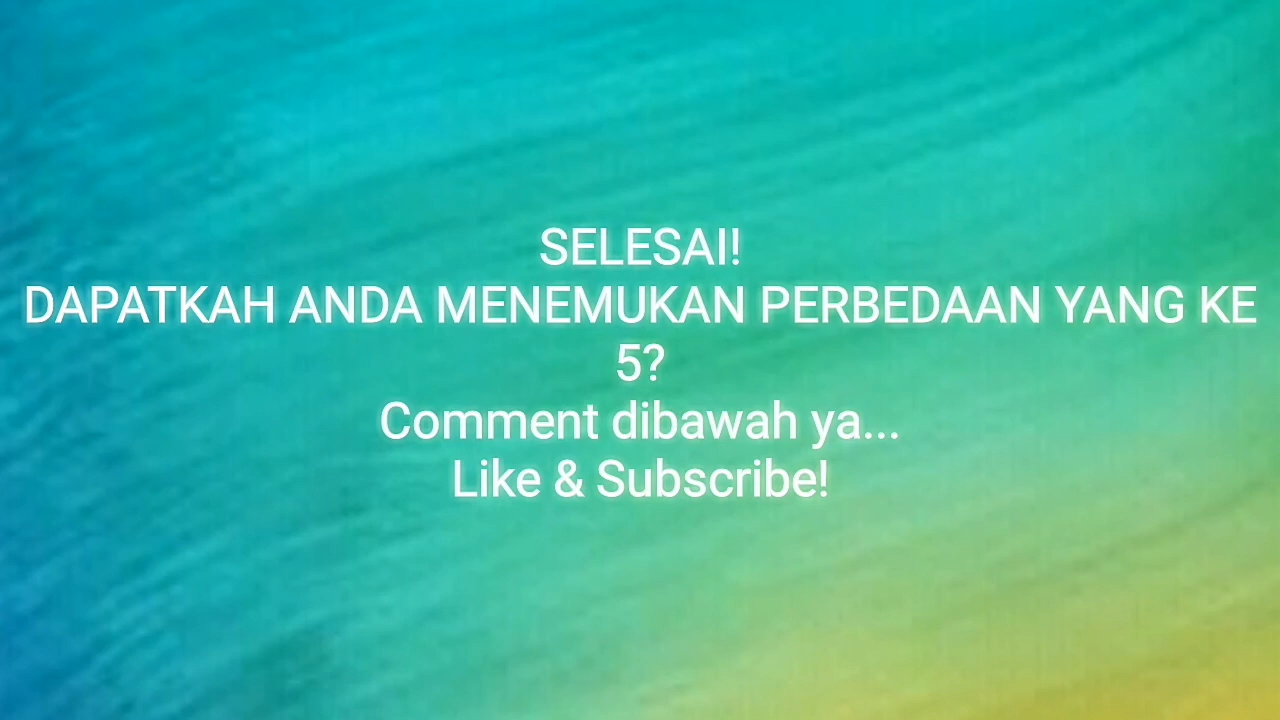 SELESAI!
DAPATKAH ANDA MENEMUKAN PERBEDAAN YANG KE
5?
Comment dibawah ya...
Like & Subscribe!